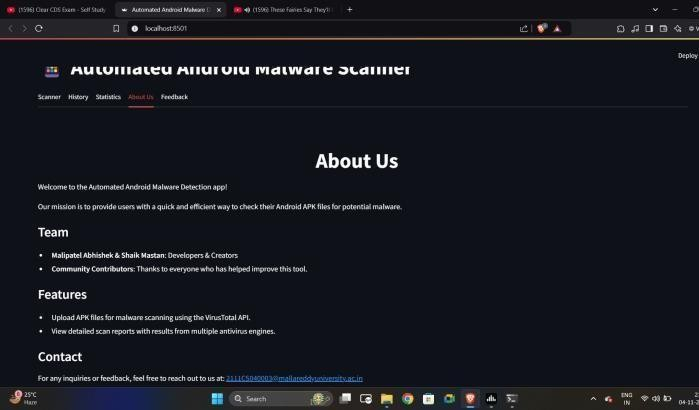 (1596) Clear CDS Exam - Self Study
Automated Android Malware D
(1596) These Fairies Say They'll
localhost:8501
Deploy
Automated Android Malware Scanner
Scanner History Statistics About Us Feedback
About Us
Welcome to the Automated Android Malware Detection app!
Our mission is to provide users with a quick and efficient way to check their Android APK files for potential malware.
Team
• Malipatel Abhishek & Shaik Mastan: Developers & Creators
• Community Contributors: Thanks to everyone who has helped improve this tool.
Features
• Upload APK files for malware scanning using the VirusTotal API.
• View detailed scan reports with results from multiple antivirus engines.
Contact
For any inquiries or feedback, feel free to reach out to us at: 2111CS040003@mallareddyuniversity.ac.in
25°C
Haze
Search
ENG
IN
04-11-2